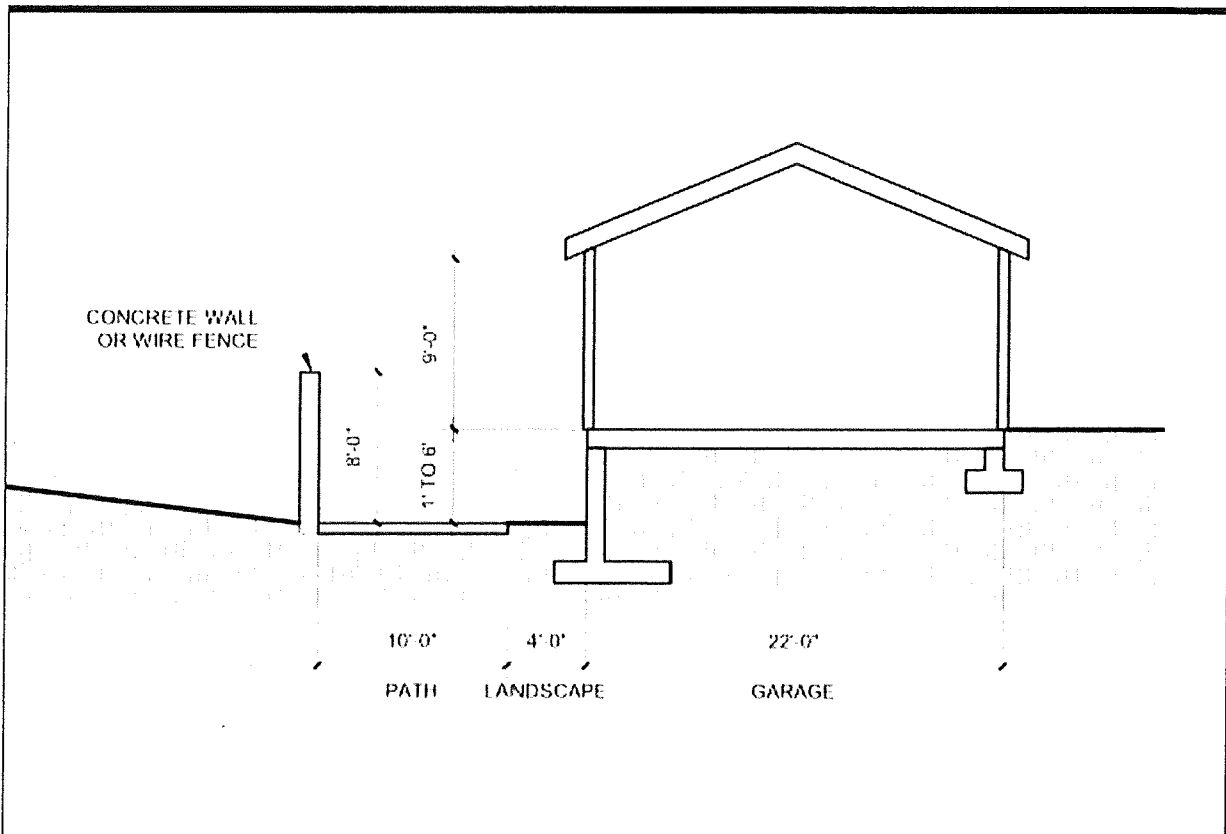 CONCRETE WALL
OR WIRE FENCE
9'-0"
8'-0"
1' TO 6'
10'-0" 4'-0" 22'-0"
PATH LANDSCAPE GARAGE